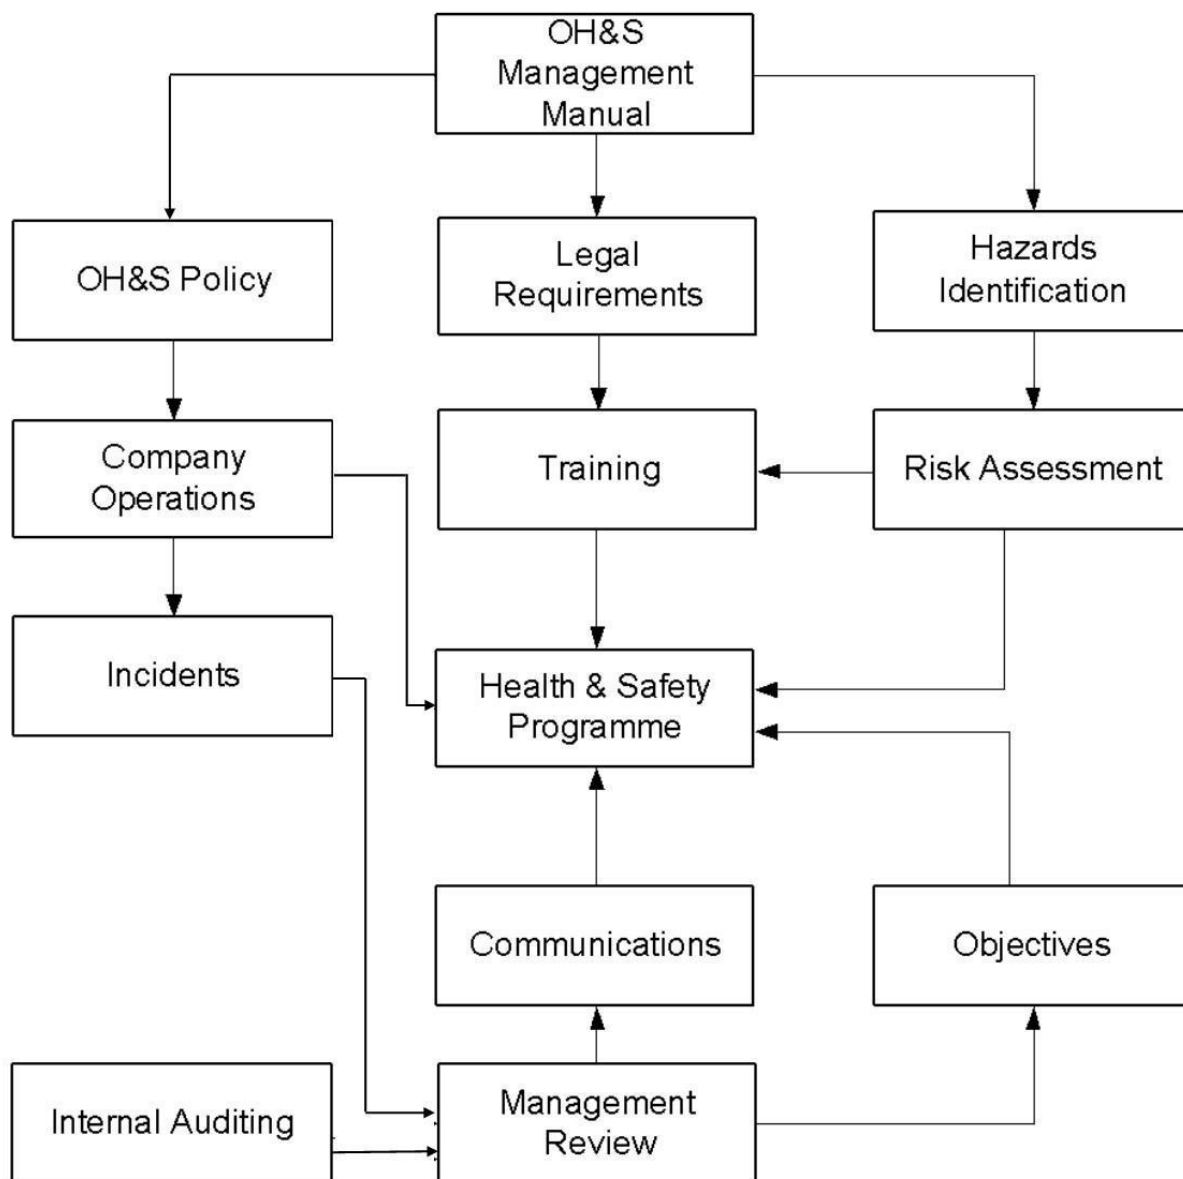 OH&S
Management
Manual
OH&S Policy
Legal
Requirements
Hazards
Identification
Company
Operations
Training
Risk Assessment
Incidents
Health & Safety
Programme
Communications
Objectives
Internal Auditing
Management
Review